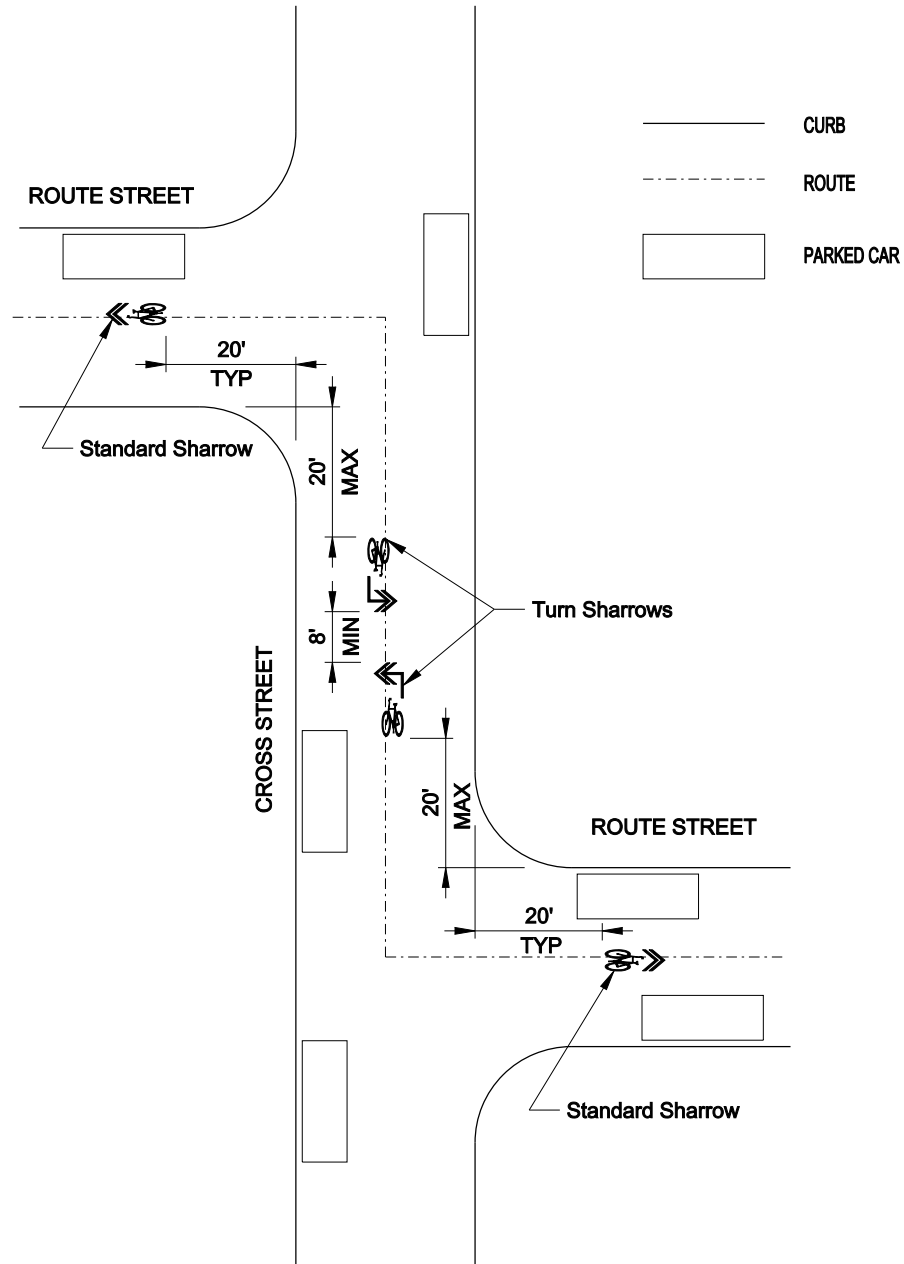 CURB
ROUTE
PARKED CAR
ROUTE STREET
20'
TYP
Standard Sharrow
20'
MAX
Turn Sharrows
8'
MIN
CROSS STREET
20'
MAX
ROUTE STREET
20'
TYP
Standard Sharrow